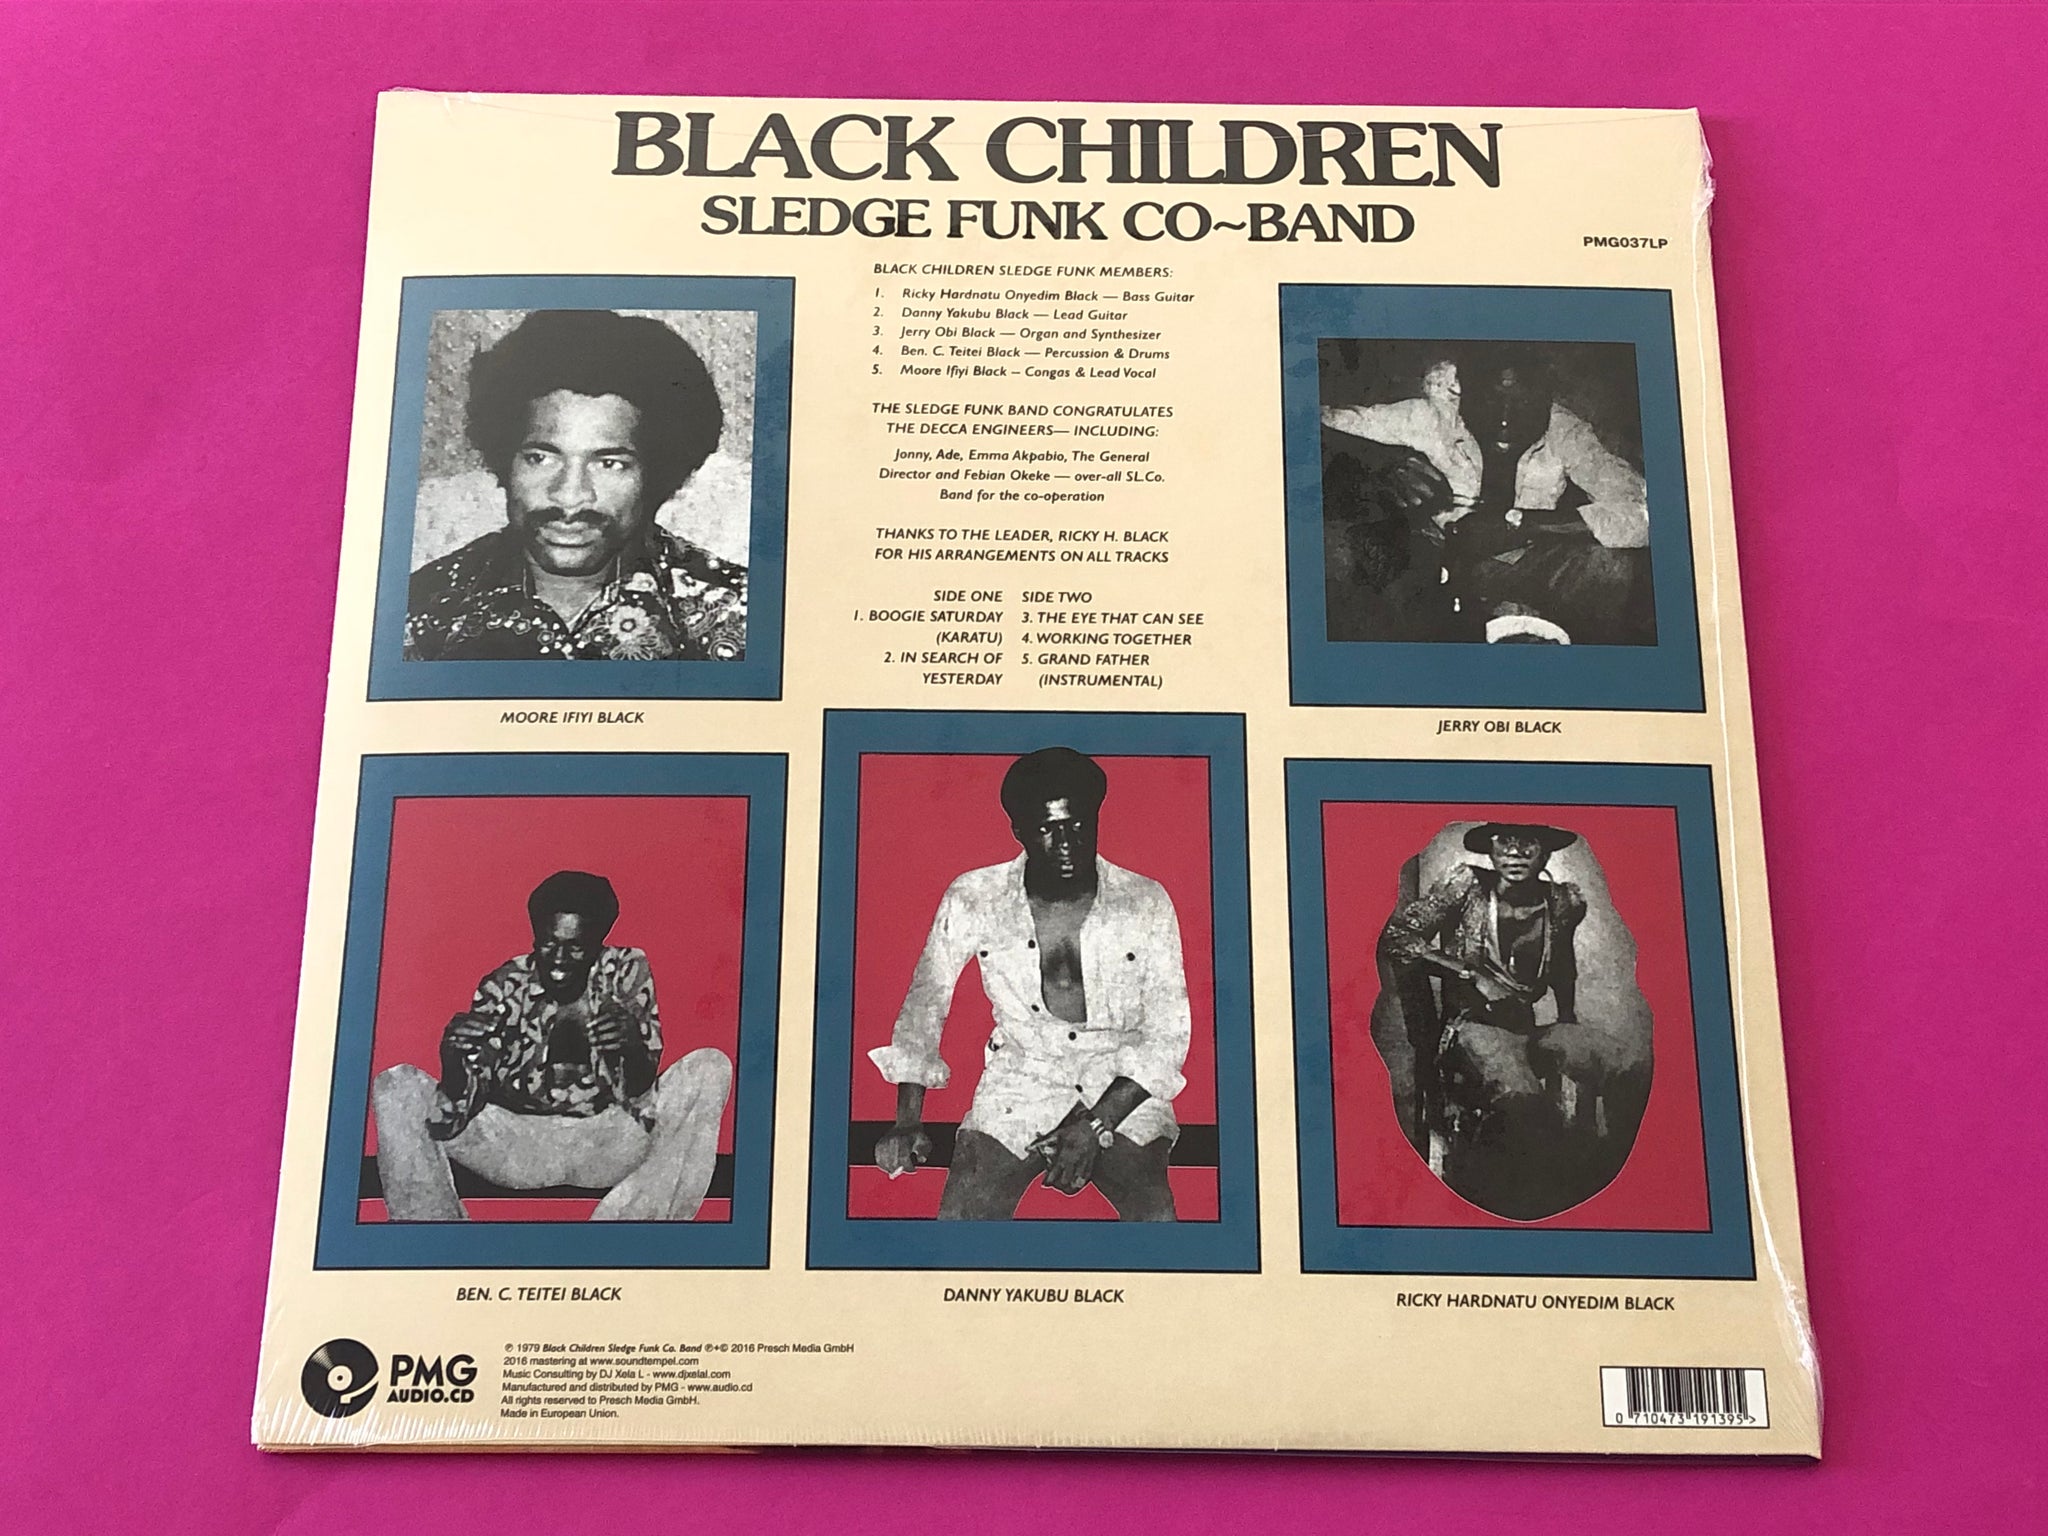 BLACK CHILDREN
SLEDGE FUNK CO~BAND
PMG037LP
BLACK CHILDREN SLEDGE FUNK MEMBERS:
1. Ricky Hardnatu Onyedim Black — Bass Guitar
2. Danny Yakubu Black — Lead Guitar
3. Jerry Obi Black — Organ and Synthesizer
4. Ben. C. Teitei Black — Percussion & Drums
5. Moore Ifiyi Black – Congas & Lead Vocal
THE SLEDGE FUNK BAND CONGRATULATES
THE DECCA ENGINEERS— INCLUDING:
Jonny, Ade, Emma Akpabio, The General
Director and Febian Okeke — over-all SL.Co.
Band for the co-operation
THANKS TO THE LEADER, RICKY H. BLACK
FOR HIS ARRANGEMENTS ON ALL TRACKS
SIDE ONE
1. BOOGIE SATURDAY
(KARATU)
2. IN SEARCH OF
YESTERDAY
SIDE TWO
3. THE EYE THAT CAN SEE
4. WORKING TOGETHER
5. GRAND FATHER
(INSTRUMENTAL)
MOORE IFIYI BLACK
JERRY OBI BLACK
BEN. C. TEITEI BLACK
DANNY YAKUBU BLACK
RICKY HARDNATU ONYEDIM BLACK
PMG
AUDIO.CD
℗ 1979 Black Children Sledge Funk Co. Band ℗+© 2016 Presch Media GmbH
2016 mastering at www.soundtempel.com
Music Consulting by DJ Xela L - www.djxelal.com
Manufactured and distributed by PMG - www.audio.cd
All rights reserved to Presch Media GmbH.
Made in European Union.
0 710473 191395 >